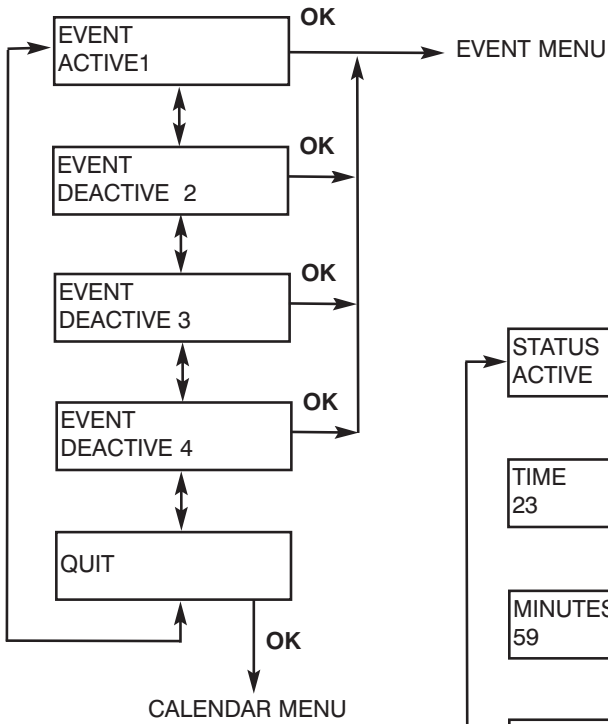 OK
EVENT
ACTIVE1
EVENT MENU
OK
EVENT
DEACTIVE 2
OK
EVENT
DEACTIVE 3
OK
EVENT
DEACTIVE 4
QUIT
OK
CALENDAR MENU
STATUS
ACTIVE
TIME
23
MINUTES
59